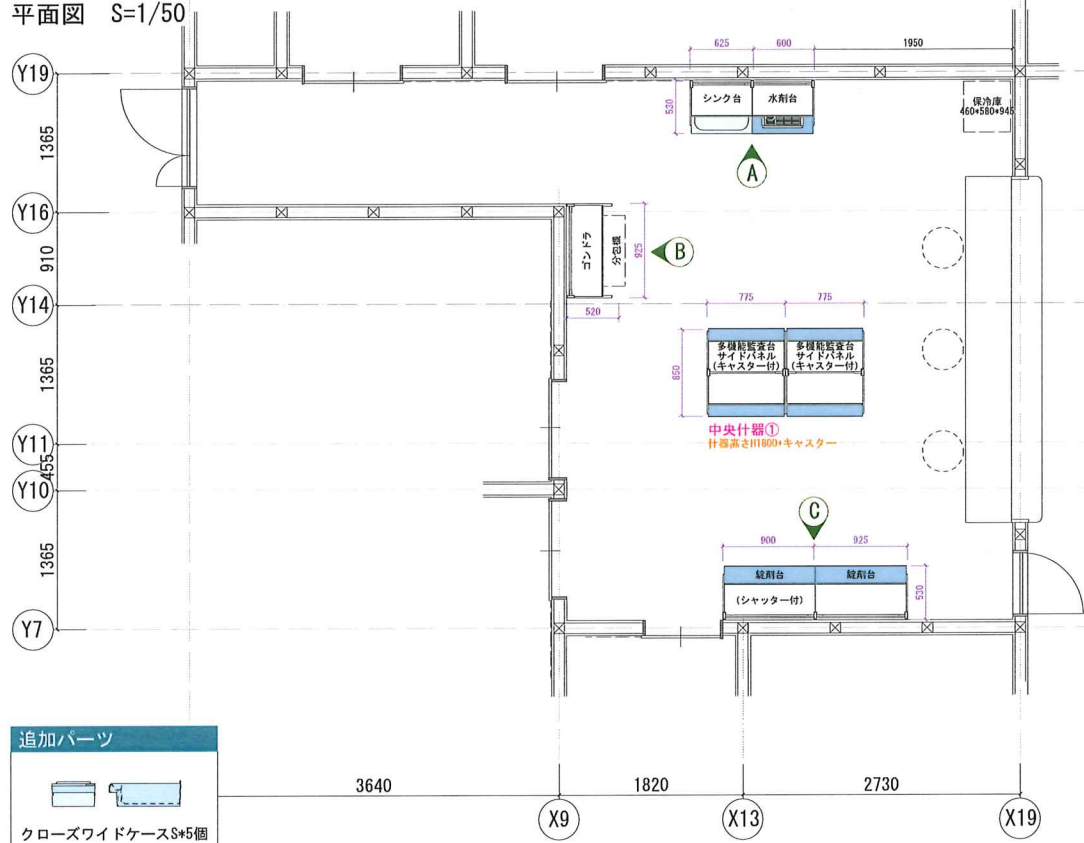 平面図 S=1/50
625
600
1950
Y19
シンク台
水剤台
保冷庫
460*580*945
530
1365
A
Y16
ゴンドラ
分包機
925
B
910
Y14
520
775
775
多機能監査台
サイドパネル
(キャスター付)
多機能監査台
サイドパネル
(キャスター付)
850
1365
中央什器①
什器高さH1800+キャスター
Y11
455
Y10
C
900
925
錠剤台
錠剤台
(シャッター付)
530
1365
Y7
追加パーツ
クローズワイドケースS*5個
3640
1820
2730
X9
X13
X19